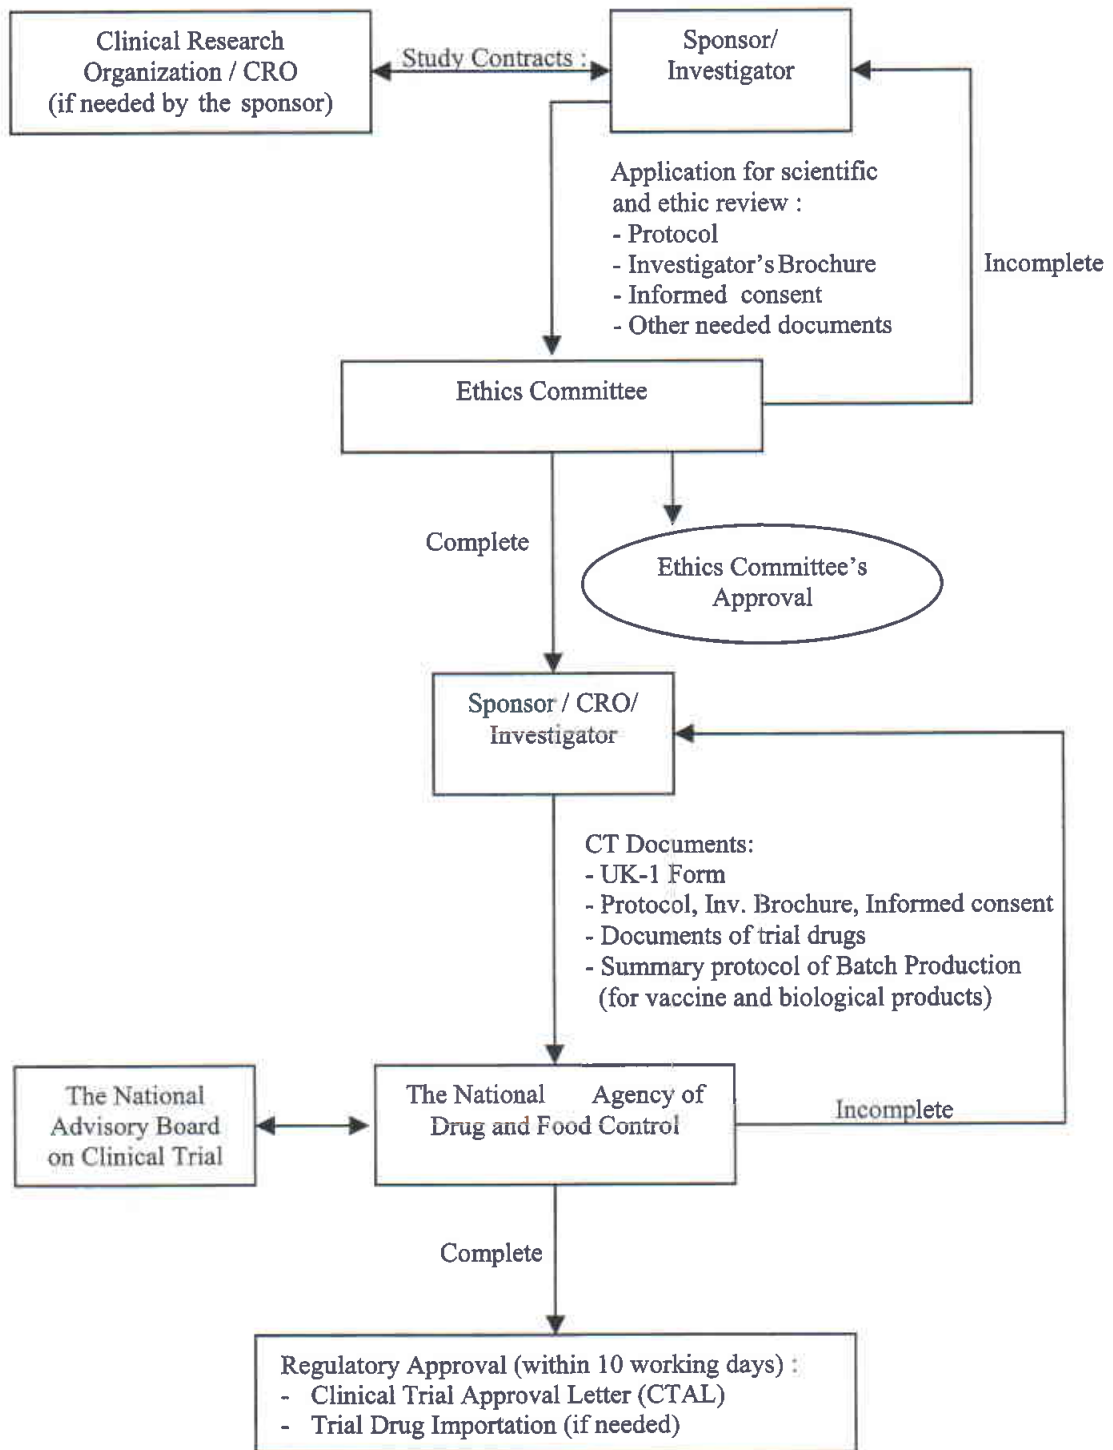 Clinical Research
Organization / CRO
(if needed by the sponsor)
Study Contracts :
Sponsor/
Investigator
Application for scientific
and ethic review :
- Protocol
- Investigator's Brochure
- Informed consent
- Other needed documents
Incomplete
Ethics Committee
Complete
Ethics Committee's
Approval
Sponsor / CRO/
Investigator
CT Documents:
- UK-1 Form
- Protocol, Inv. Brochure, Informed consent
- Documents of trial drugs
- Summary protocol of Batch Production
(for vaccine and biological products)
The National
Advisory Board
on Clinical Trial
The National Agency of
Drug and Food Control
Incomplete
Complete
Regulatory Approval (within 10 working days) :
- Clinical Trial Approval Letter (CTAL)
- Trial Drug Importation (if needed)